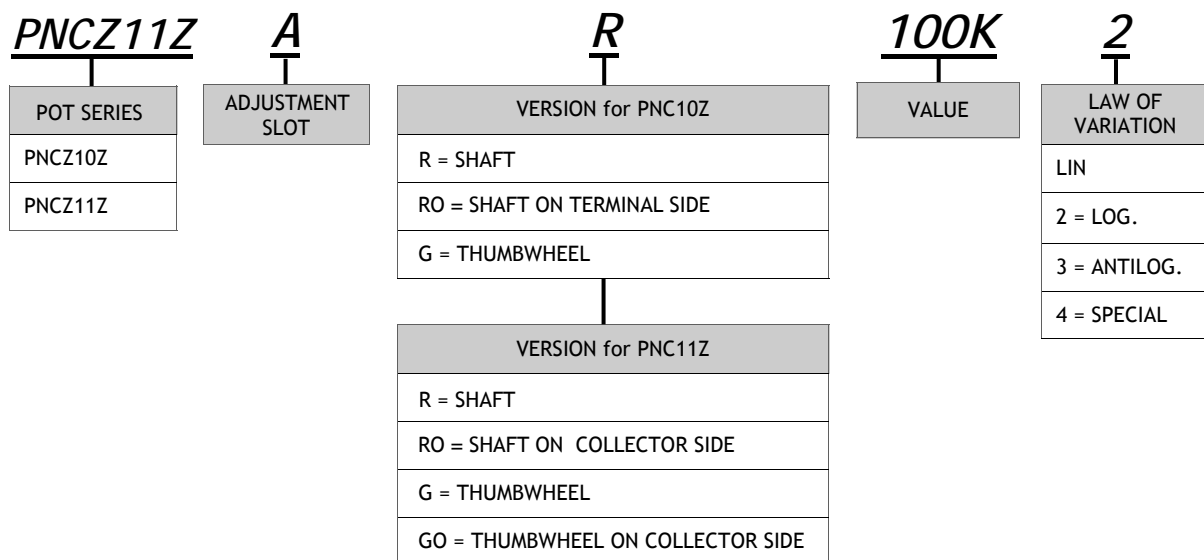 PNCZ11Z A R 100K 2
POT SERIES
PNCZ10Z
PNCZ11Z
ADJUSTMENT
SLOT
VERSION for PNC10Z
R = SHAFT
RO = SHAFT ON TERMINAL SIDE
G = THUMBWHEEL
VERSION for PNC11Z
R = SHAFT
RO = SHAFT ON COLLECTOR SIDE
G = THUMBWHEEL
GO = THUMBWHEEL ON COLLECTOR SIDE
VALUE
LAW OF
VARIATION
LIN
2 = LOG.
3 = ANTILOG.
4 = SPECIAL